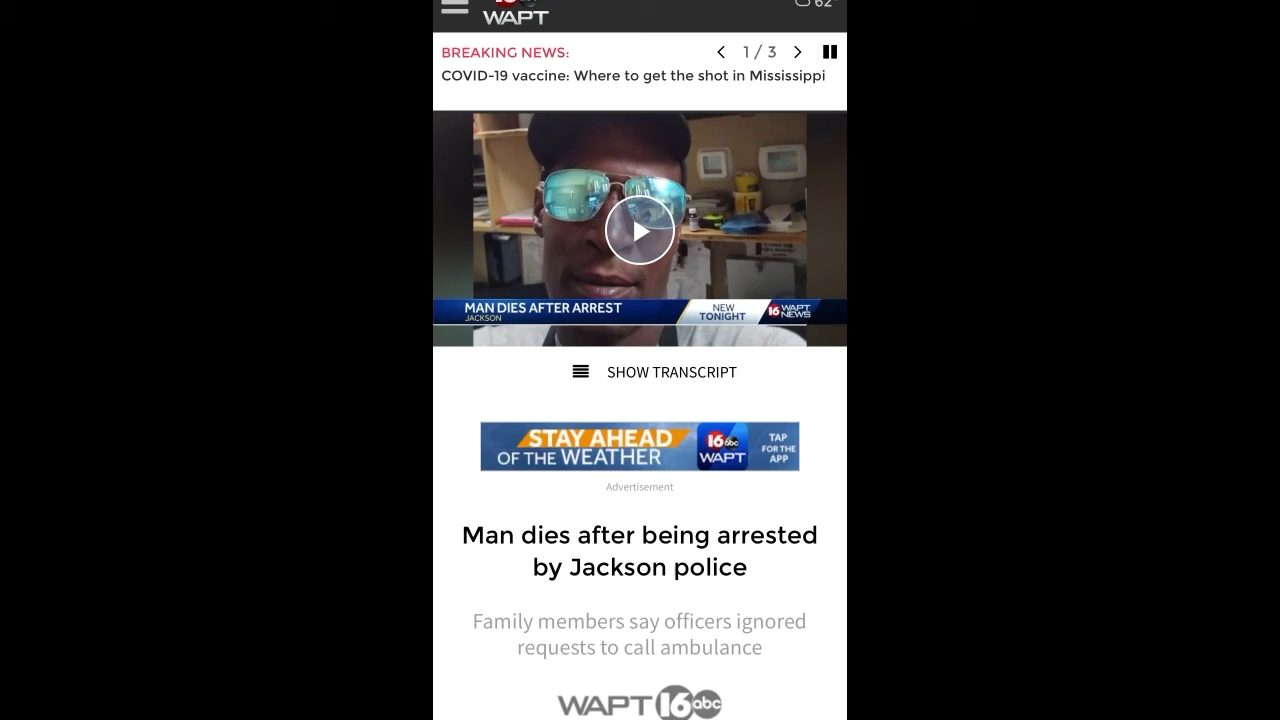 WAPT
62°
BREAKING NEWS:
1 / 3
COVID-19 vaccine: Where to get the shot in Mississippi
MAN DIES AFTER ARREST
JACKSON
NEW
TONIGHT
16 WAPT
NEWS
SHOW TRANSCRIPT
STAY AHEAD
OF THE WEATHER
16 abc
WAPT
TAP
FOR THE
APP
Advertisement
Man dies after being arrested
by Jackson police
Family members say officers ignored
requests to call ambulance
WAPT 16 abc